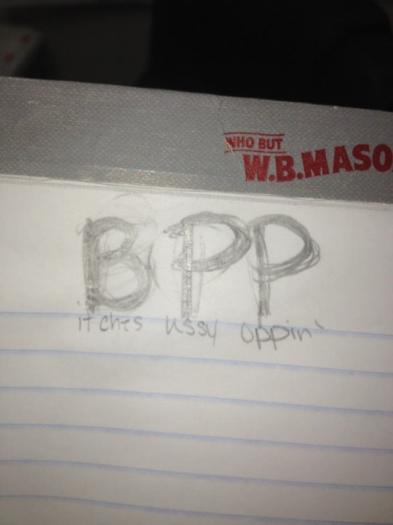 WHO BUT
W.B.MASO
BPP
itches ussy oppin'